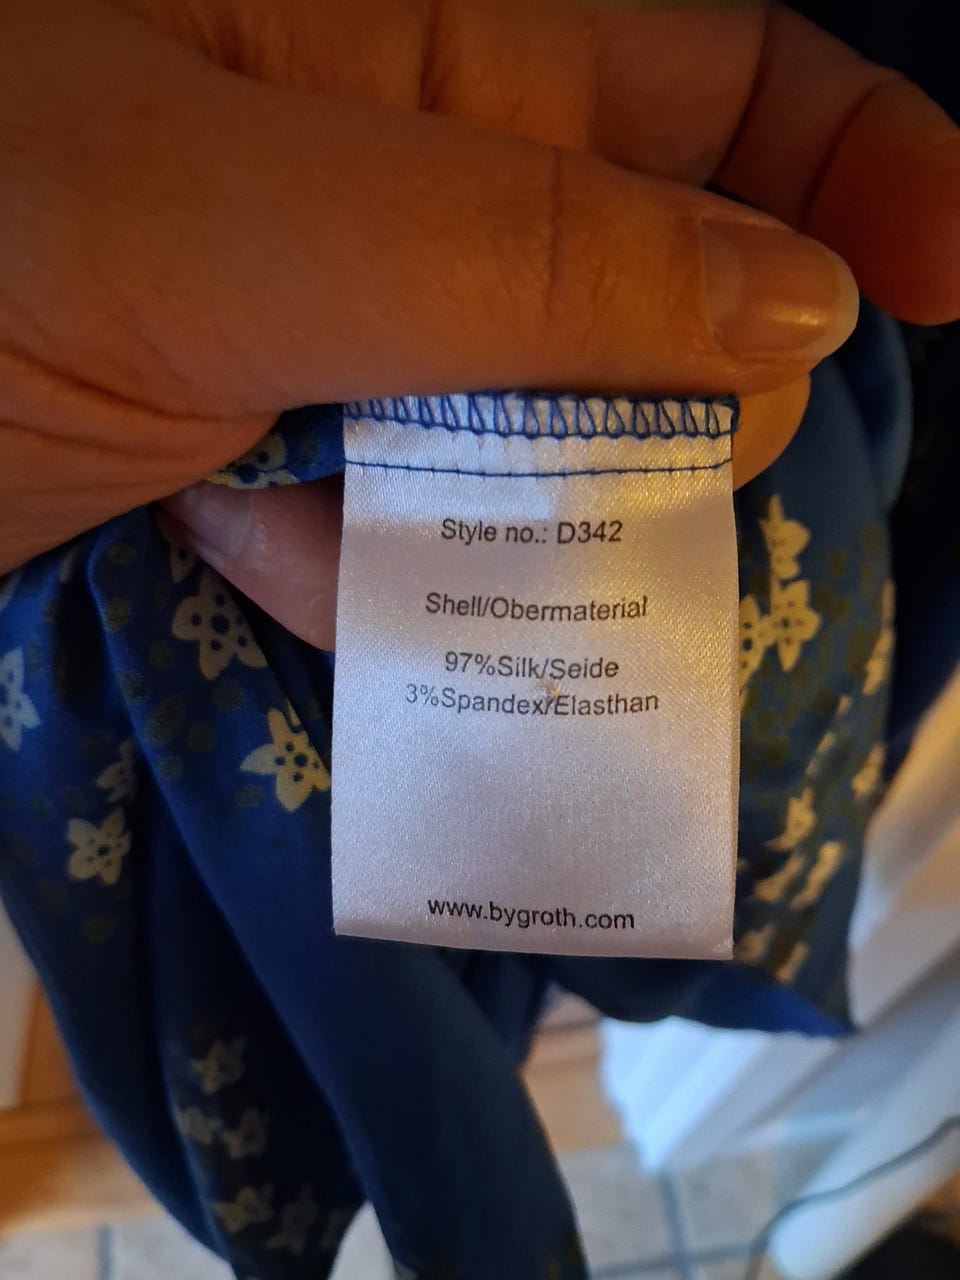 Style no.: D342
Shell/Obermaterial
97%Silk/Seide
3%Spandex/Elasthan
www.bygroth.com